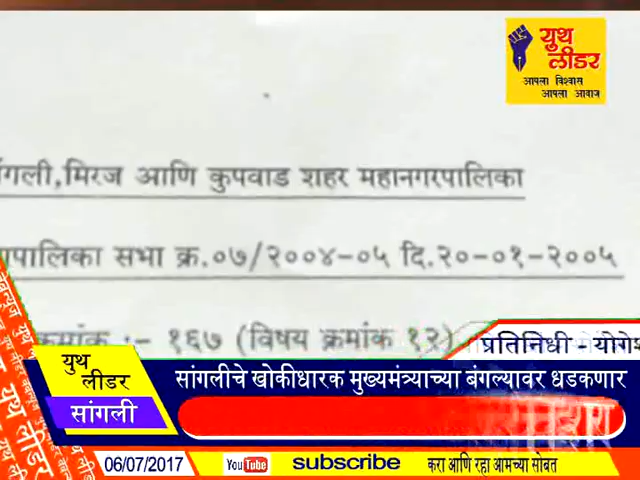 युथ
लीडर
आपला विश्वास
आपला आवाज
सांगली,मिरज आणि कुपवाड शहर महानगरपालिका
सभा क्र.०७/२००४-०५ दि.२०-०१-२००५
:- १६७ (विषय क्रमांक १२)
प्रतिनिधी - योगेश
युथ
लीडर
सांगलीचे खोकीधारक मुख्यमंत्र्याच्या बंगल्यावर धडकणार
सांगली
06/07/2017
YouTube
subscribe
करा आणि रहा आमच्या सोबत